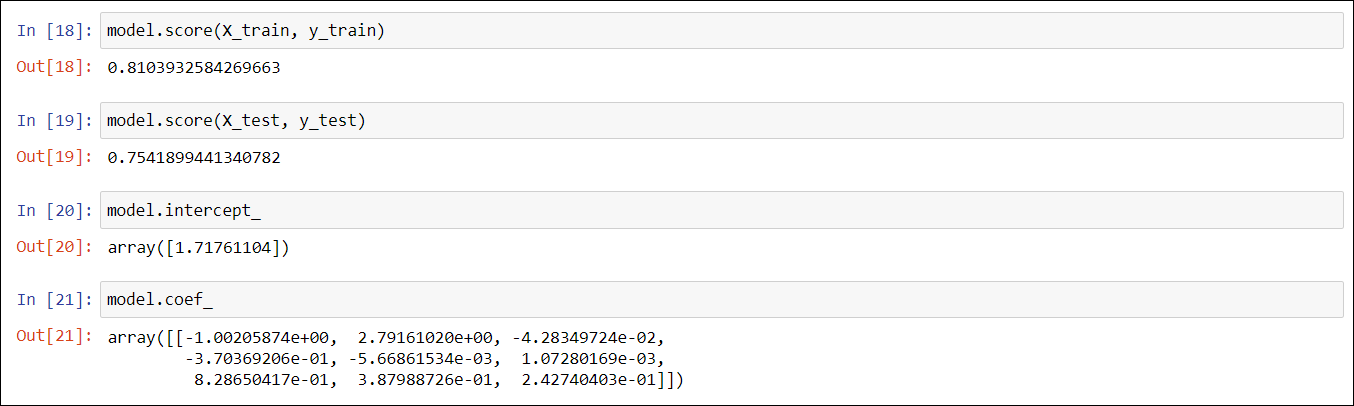 In [18]: model.score(X_train, y_train)
Out[18]: 0.8103932584269663
In [19]: model.score(X_test, y_test)
Out[19]: 0.7541899441340782
In [20]: model.intercept_
Out[20]: array([1.71761104])
In [21]: model.coef_
Out[21]: array([[-1.00205874e+00,  2.79161020e+00, -4.28349724e-02,
-3.70369206e-01, -5.66861534e-03,  1.07280169e-03,
8.28650417e-01,  3.87988726e-01,  2.42740403e-01]])